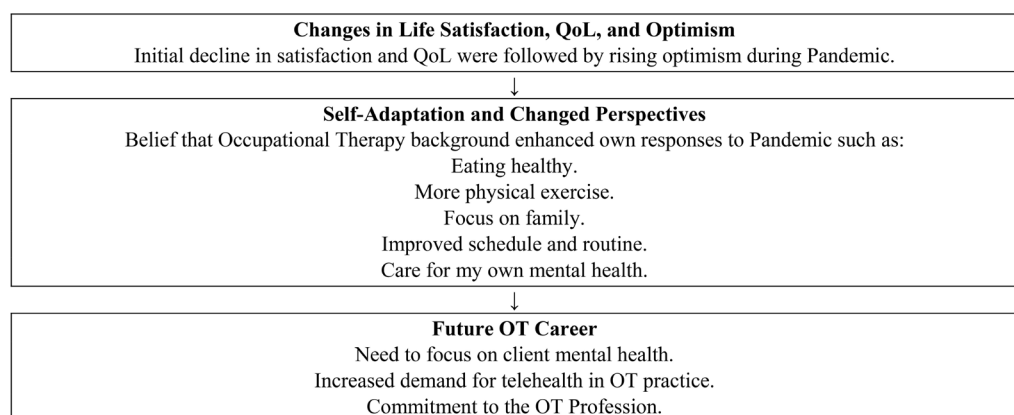 Changes in Life Satisfaction, QoL, and Optimism
Initial decline in satisfaction and QoL were followed by rising optimism during Pandemic.
↓
Self-Adaptation and Changed Perspectives
Belief that Occupational Therapy background enhanced own responses to Pandemic such as:
Eating healthy.
More physical exercise.
Focus on family.
Improved schedule and routine.
Care for my own mental health.
↓
Future OT Career
Need to focus on client mental health.
Increased demand for telehealth in OT practice.
Commitment to the OT Profession.